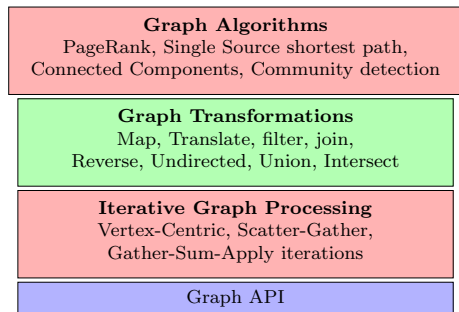 Graph Algorithms
PageRank, Single Source shortest path,
Connected Components, Community detection
Graph Transformations
Map, Translate, filter, join,
Reverse, Undirected, Union, Intersect
Iterative Graph Processing
Vertex-Centric, Scatter-Gather,
Gather-Sum-Apply iterations
Graph API